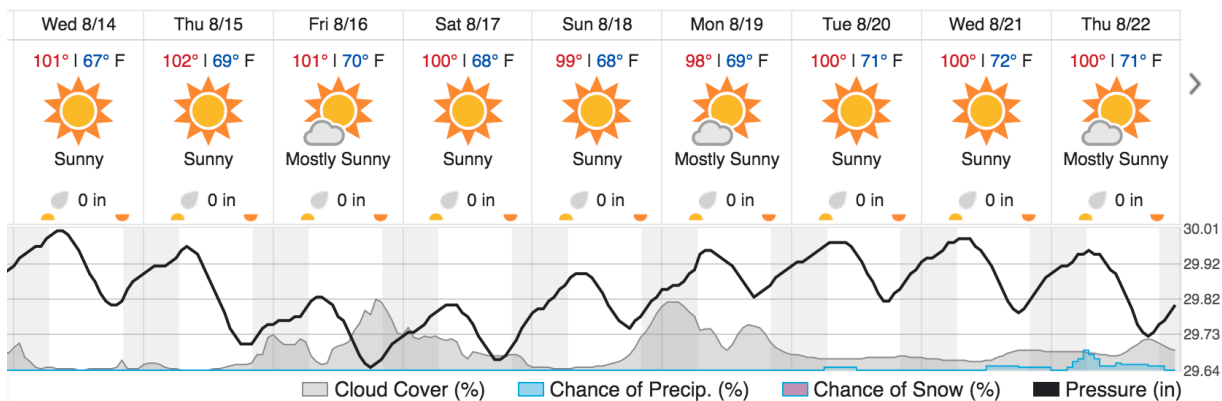 Wed 8/14 Thu 8/15 Fri 8/16 Sat 8/17 Sun 8/18 Mon 8/19 Tue 8/20 Wed 8/21 Thu 8/22
101° | 67° F 102° | 69° F 101° | 70° F 100° | 68° F 99° | 68° F 98° | 69° F 100° | 71° F 100° | 72° F 100° | 71° F
Sunny Sunny Mostly Sunny Sunny Sunny Mostly Sunny Sunny Sunny Mostly Sunny
0 in 0 in 0 in 0 in 0 in 0 in 0 in 0 in 0 in
30.01
29.92
29.82
29.73
29.64
Cloud Cover (%) Chance of Precip. (%) Chance of Snow (%) Pressure (in)